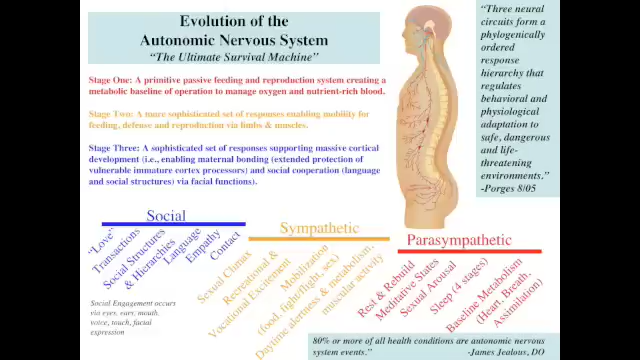 Evolution of the
Autonomic Nervous System
“The Ultimate Survival Machine”
Stage One: A primitive passive feeding and reproduction system creating a
metabolic baseline of operation to manage oxygen and nutrient-rich blood.
Stage Two: A more sophisticated set of responses enabling mobility for
feeding, defense and reproduction via limbs & muscles.
Stage Three: A sophisticated set of responses supporting massive cortical
development (i.e., enabling maternal bonding (extended protection of
vulnerable immature cortex processors) and social cooperation (language
and social structures) via facial functions).
“Three neural
circuits form a
phylogenically
ordered
response
hierarchy that
regulates
behavioral and
physiological
adaptation to
safe, dangerous
and life-
threatening
environments.”
-Porges 8/05
Social
“Love”
Transactions
Social Structures
& Hierarchies
Language
Empathy
Contact
Social Engagement occurs
via eyes, ears, mouth,
voice, touch, facial
expression
Sympathetic
Sexual Climax
Recreational &
Vocational Excitement
Mobilization
(food, fight/flight, sex)
Daytime alertness & metabolism,
muscular activity
Parasympathetic
Rest & Rebuild
Meditative States
Sexual Arousal
Sleep (4 stages)
Baseline Metabolism
(Heart, Breath,
Assimilation)
80% or more of all health conditions are autonomic nervous
system events.” -James Jealous, DO